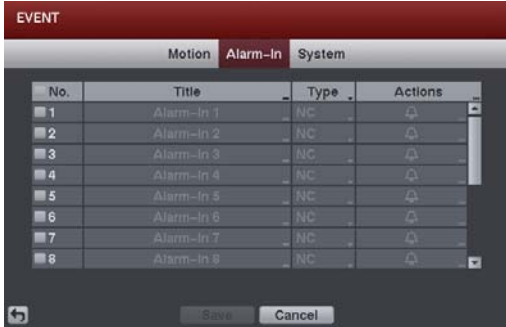 EVENT
Motion Alarm-In System
No. Title Type Actions
1 Alarm-In 1 NC
2 Alarm-In 2 NC
3 Alarm-In 3 NC
4 Alarm-In 4 NC
5 Alarm-In 5 NC
6 Alarm-In 6 NC
7 Alarm-In 7 NC
8 Alarm-In 8 NC
Save Cancel